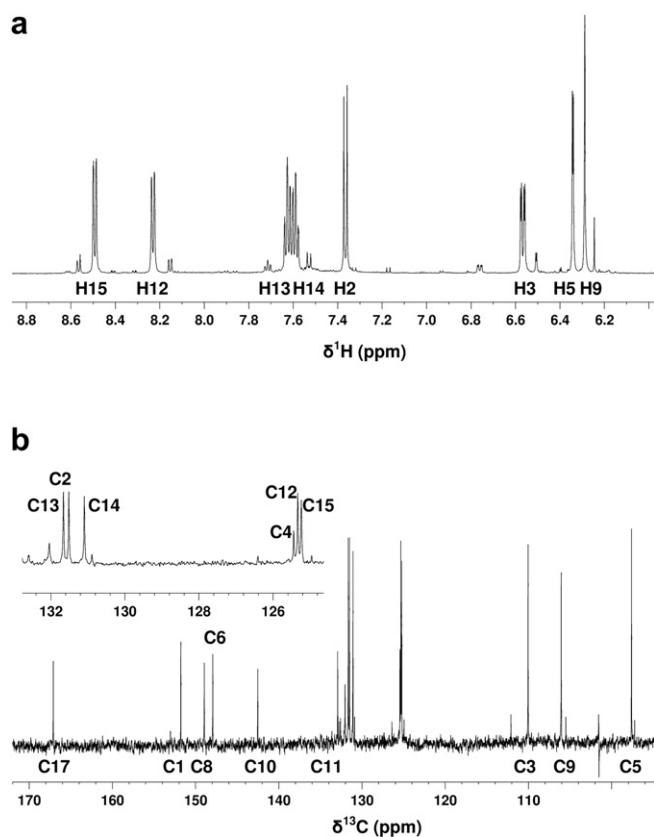 a
H15 H12 H13 H14 H2 H3 H5 H9
8.8 8.6 8.4 8.2 8.0 7.8 7.6 7.4 7.2 7.0 6.8 6.6 6.4 6.2
δ¹H (ppm)
b
C2
C13 C14
C12
C15
C4
132 130 128 126
C6
C17 C1 C8 C10 C11 C3 C9 C5
170 160 150 140 130 120 110
δ¹³C (ppm)